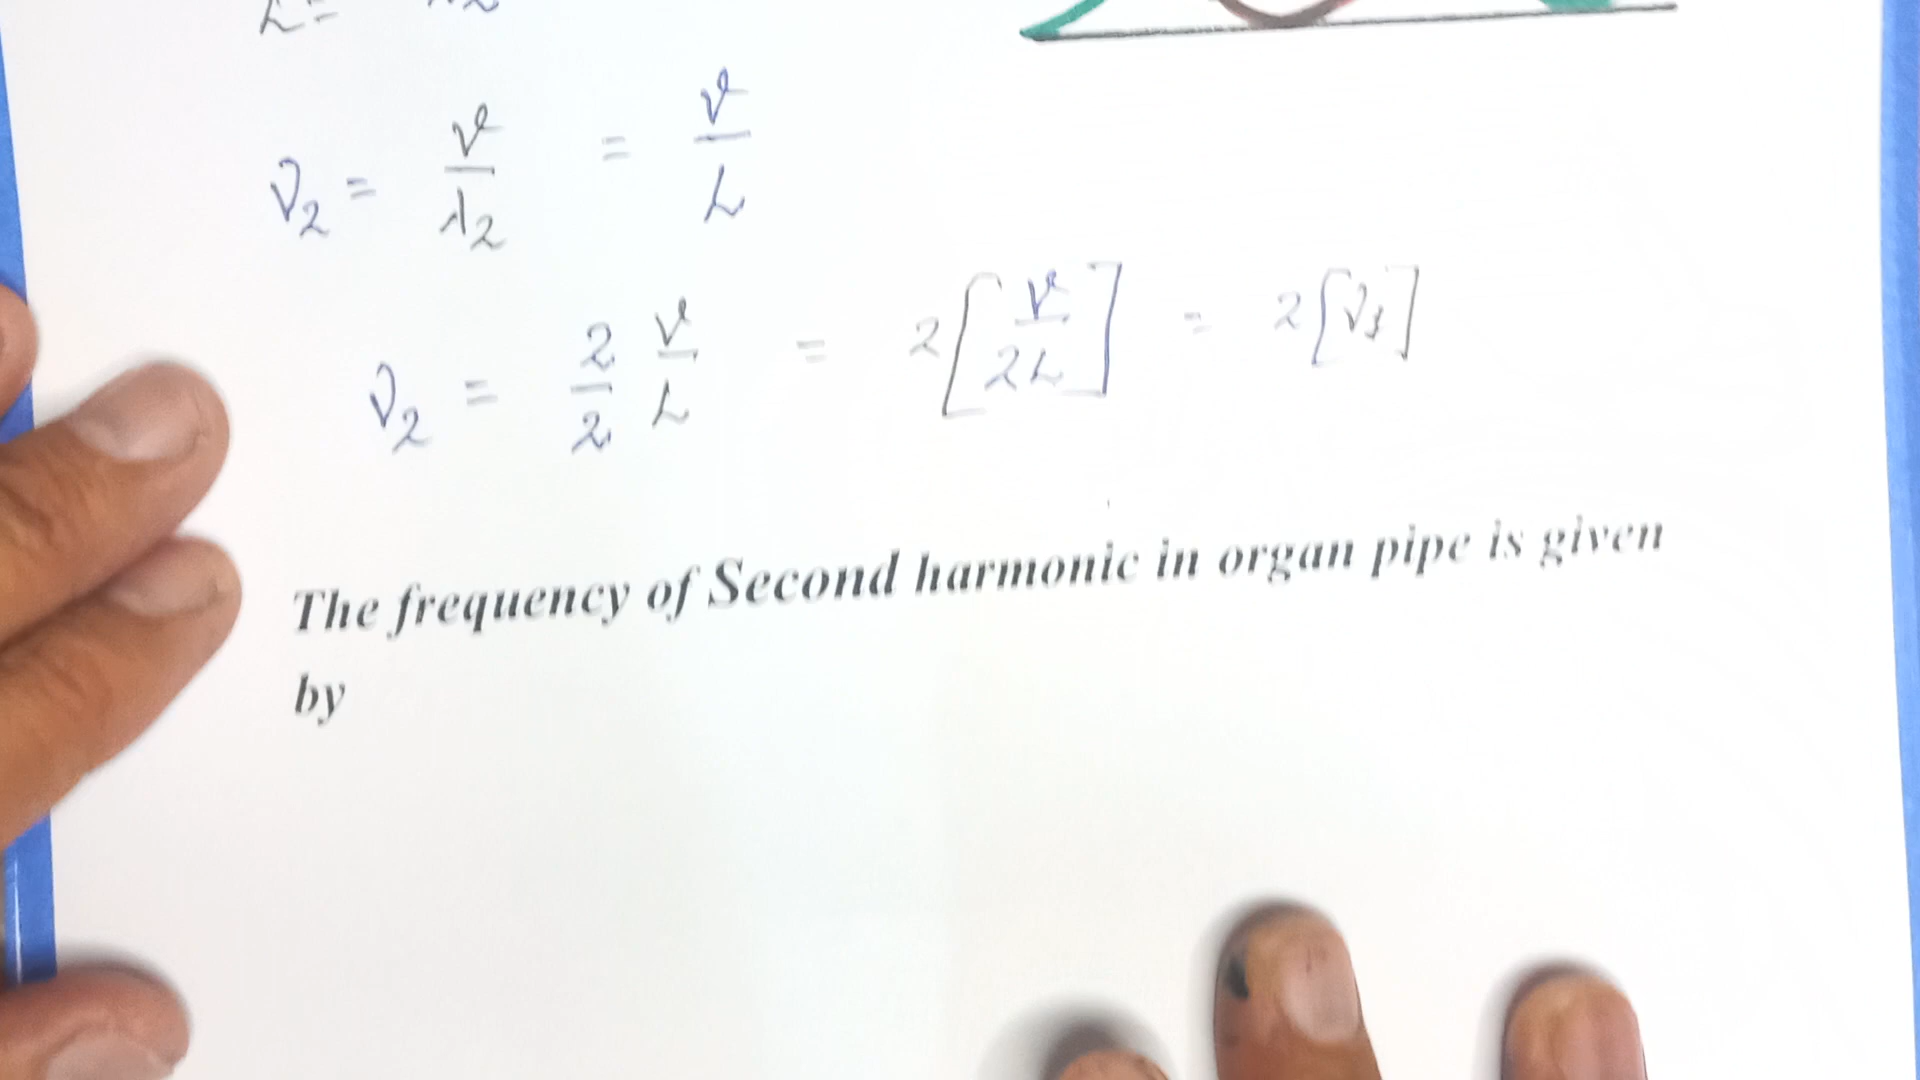 L = λ2
ν2 = v/λ2 = v/L
ν2 = 2/2 v/L = 2[v/2L] = 2[ν1]
The frequency of Second harmonic in organ pipe is given
by